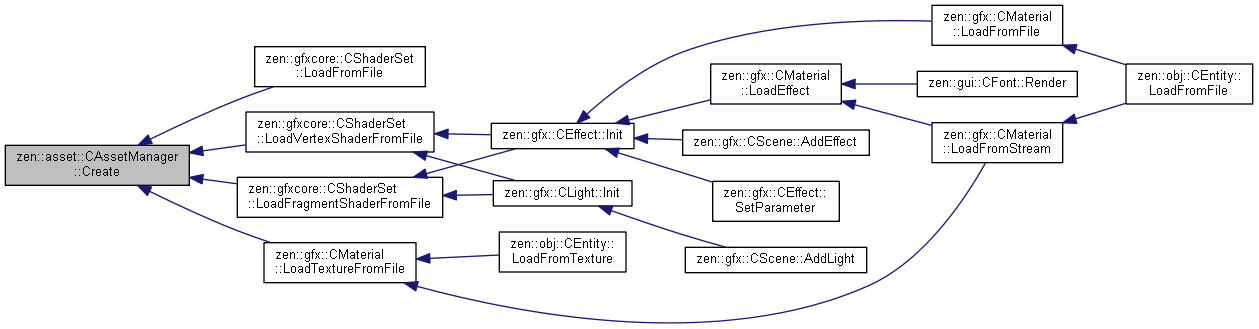 zen::asset::CAssetManager
::Create
zen::gfxcore::CShaderSet
::LoadFromFile
zen::gfxcore::CShaderSet
::LoadVertexShaderFromFile
zen::gfxcore::CShaderSet
::LoadFragmentShaderFromFile
zen::gfx::CMaterial
::LoadTextureFromFile
zen::gfx::CEffect::Init
zen::gfx::CLight::Init
zen::obj::CEntity::
LoadFromTexture
zen::gfx::CMaterial
::LoadEffect
zen::gfx::CScene::AddEffect
zen::gfx::CEffect::
SetParameter
zen::gfx::CScene::AddLight
zen::gfx::CMaterial
::LoadFromFile
zen::gui::CFont::Render
zen::gfx::CMaterial
::LoadFromStream
zen::obj::CEntity::
LoadFromFile